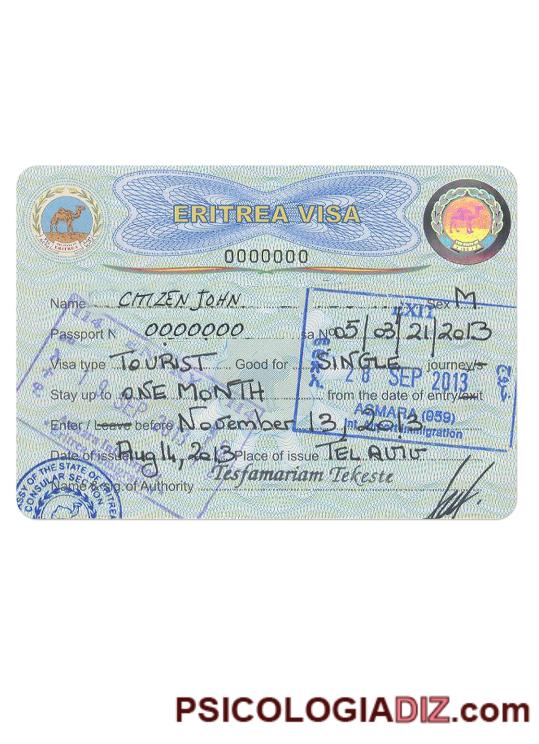 ERITREA VISA
0000000
Name CITIZEN JOHN Sex M
Passport N 0000000 sa Nº 05/03/21/2013
Visa type TOURIST Good for SINGLE journey/s
Stay up to ONE MONTH from the date of entry/exit
Enter / Leave before November 13, 2013
Date of issue Aug 14, 2013 Place of issue TEL AVIV
Name & sig. of Authority Tesfamariam Tekeste
EXIT
28 SEP 2013
ASMARA (059)
Immigration
SEP
EMBASSY OF THE STATE OF ERITREA
CONSULAR SECTION
PSICOLOGIADIZ.com